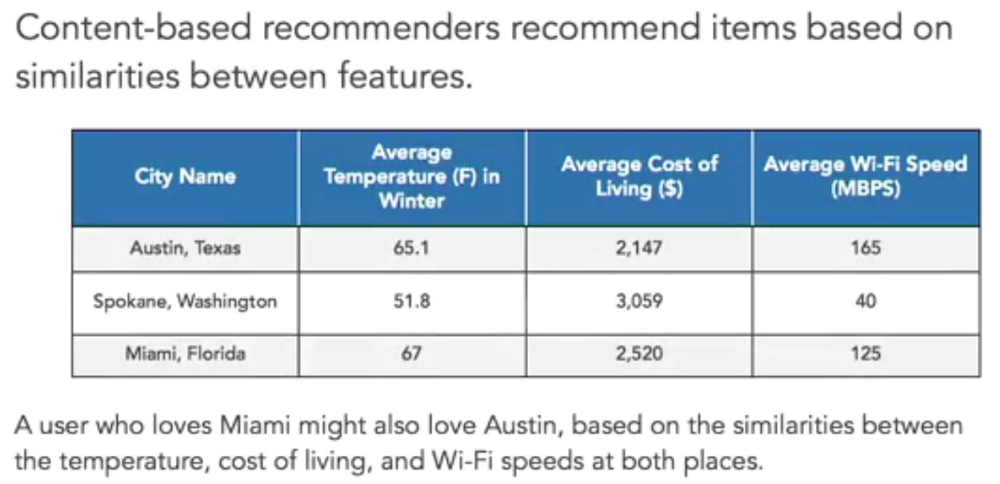 Content-based recommenders recommend items based on
similarities between features.
City Name
Average
Temperature (F) in
Winter
Average Cost of
Living ($)
Average Wi-Fi Speed
(MBPS)
Austin, Texas
65.1
2,147
165
Spokane, Washington
51.8
3,059
40
Miami, Florida
67
2,520
125
A user who loves Miami might also love Austin, based on the similarities between
the temperature, cost of living, and Wi-Fi speeds at both places.